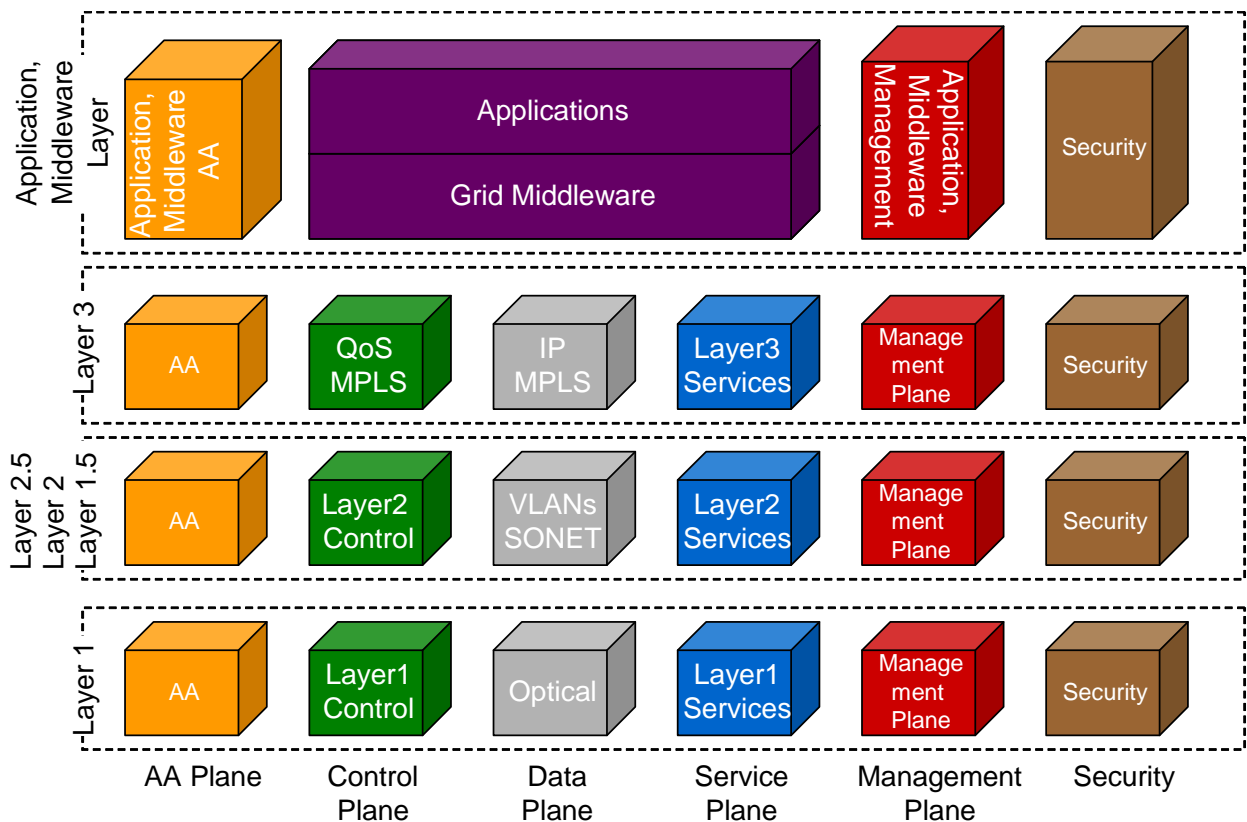 Application,
Middleware
Layer
Application,
Middleware
AA
Applications
Grid Middleware
Application,
Middleware
Management
Security
Layer 3
AA
QoS
MPLS
IP
MPLS
Layer3
Services
Manage
ment
Plane
Security
Layer 2.5
Layer 2
Layer 1.5
AA
Layer2
Control
VLANs
SONET
Layer2
Services
Manage
ment
Plane
Security
Layer 1
AA
Layer1
Control
Optical
Layer1
Services
Manage
ment
Plane
Security
AA Plane
Control
Plane
Data
Plane
Service
Plane
Management
Plane
Security